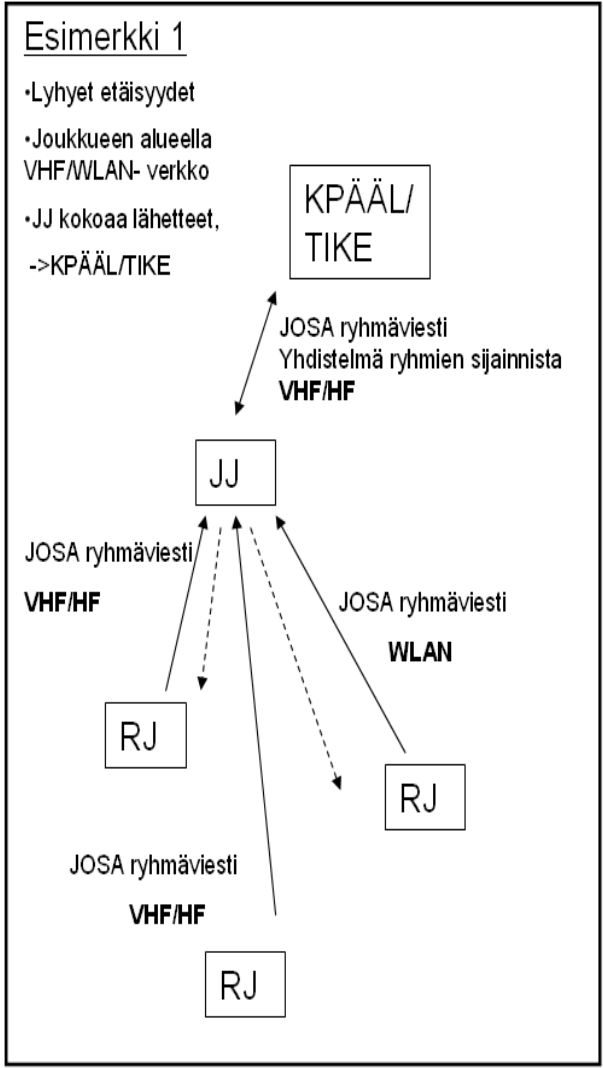 Esimerkki 1
•Lyhyet etäisyydet
•Joukkueen alueella
VHF/WLAN- verkko
•JJ kokoaa lähetteet,
->KPÄÄL/TIKE
KPÄÄL/
TIKE
JOSA ryhmäviesti
Yhdistelmä ryhmien sijainnista
VHF/HF
JJ
JOSA ryhmäviesti
VHF/HF
JOSA ryhmäviesti
WLAN
RJ
RJ
JOSA ryhmäviesti
VHF/HF
RJ